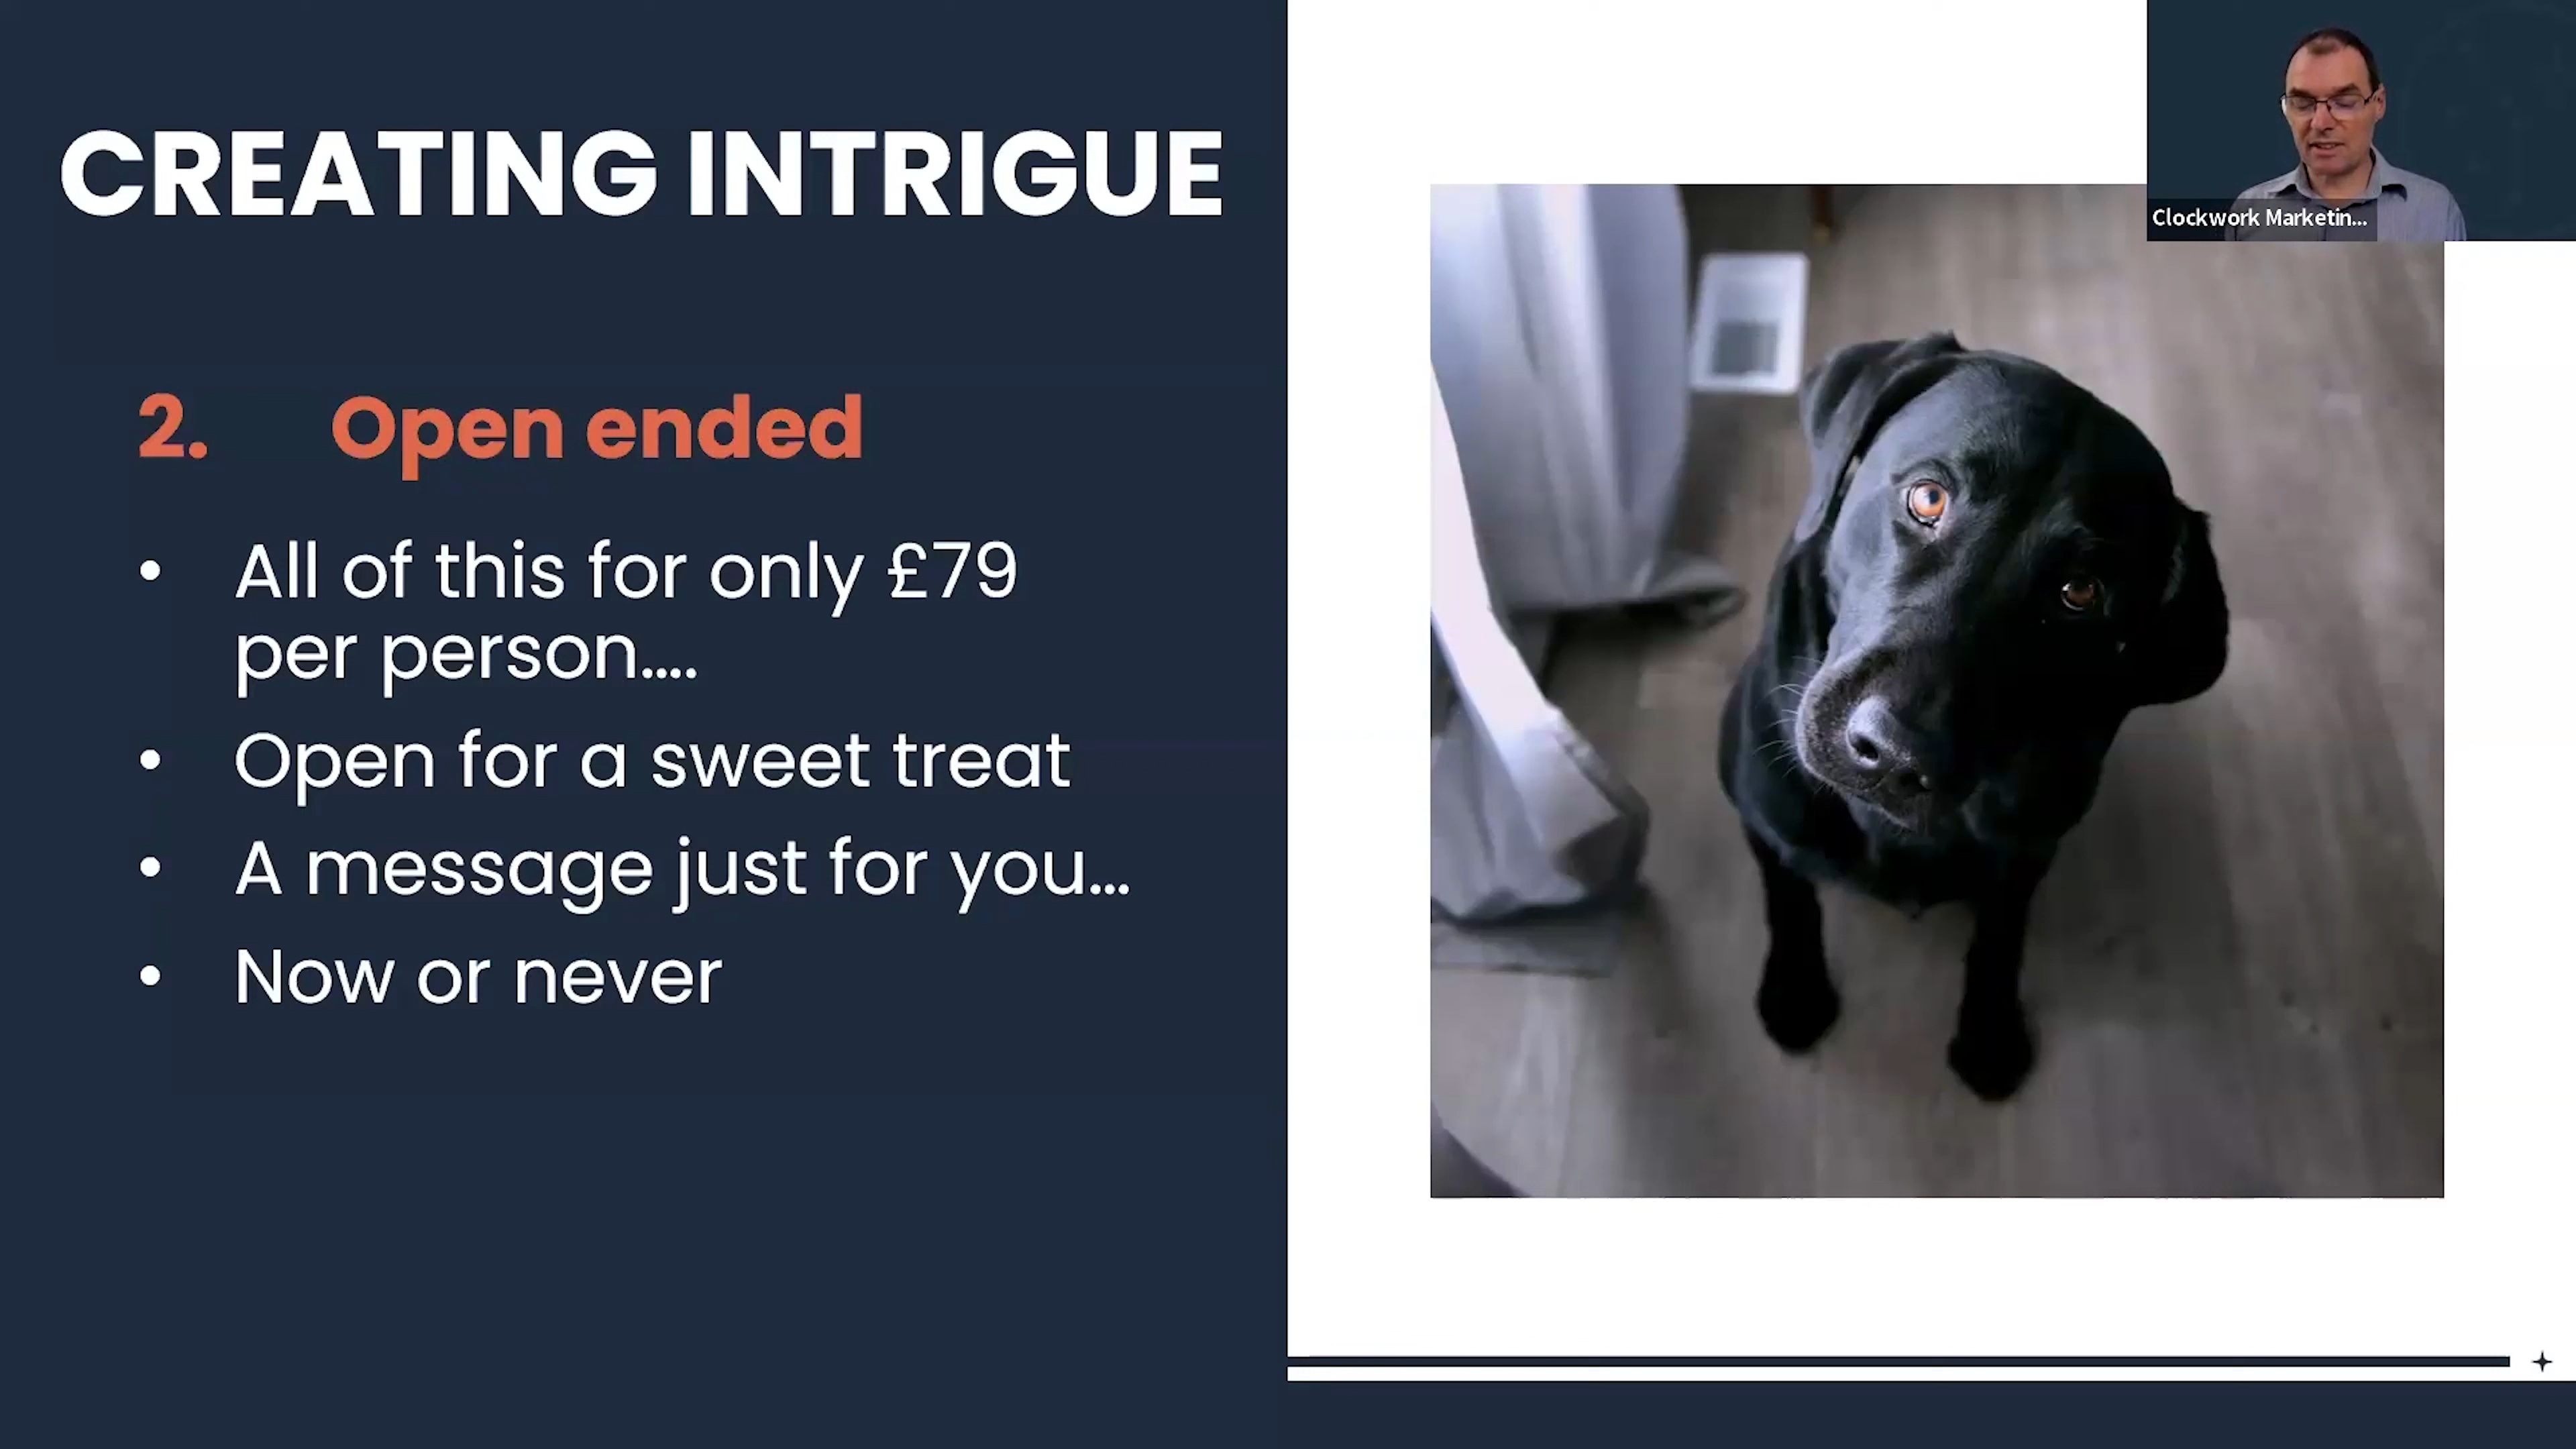 CREATING INTRIGUE
2. Open ended
• All of this for only £79
per person....
• Open for a sweet treat
• A message just for you...
• Now or never
Clockwork Marketin...